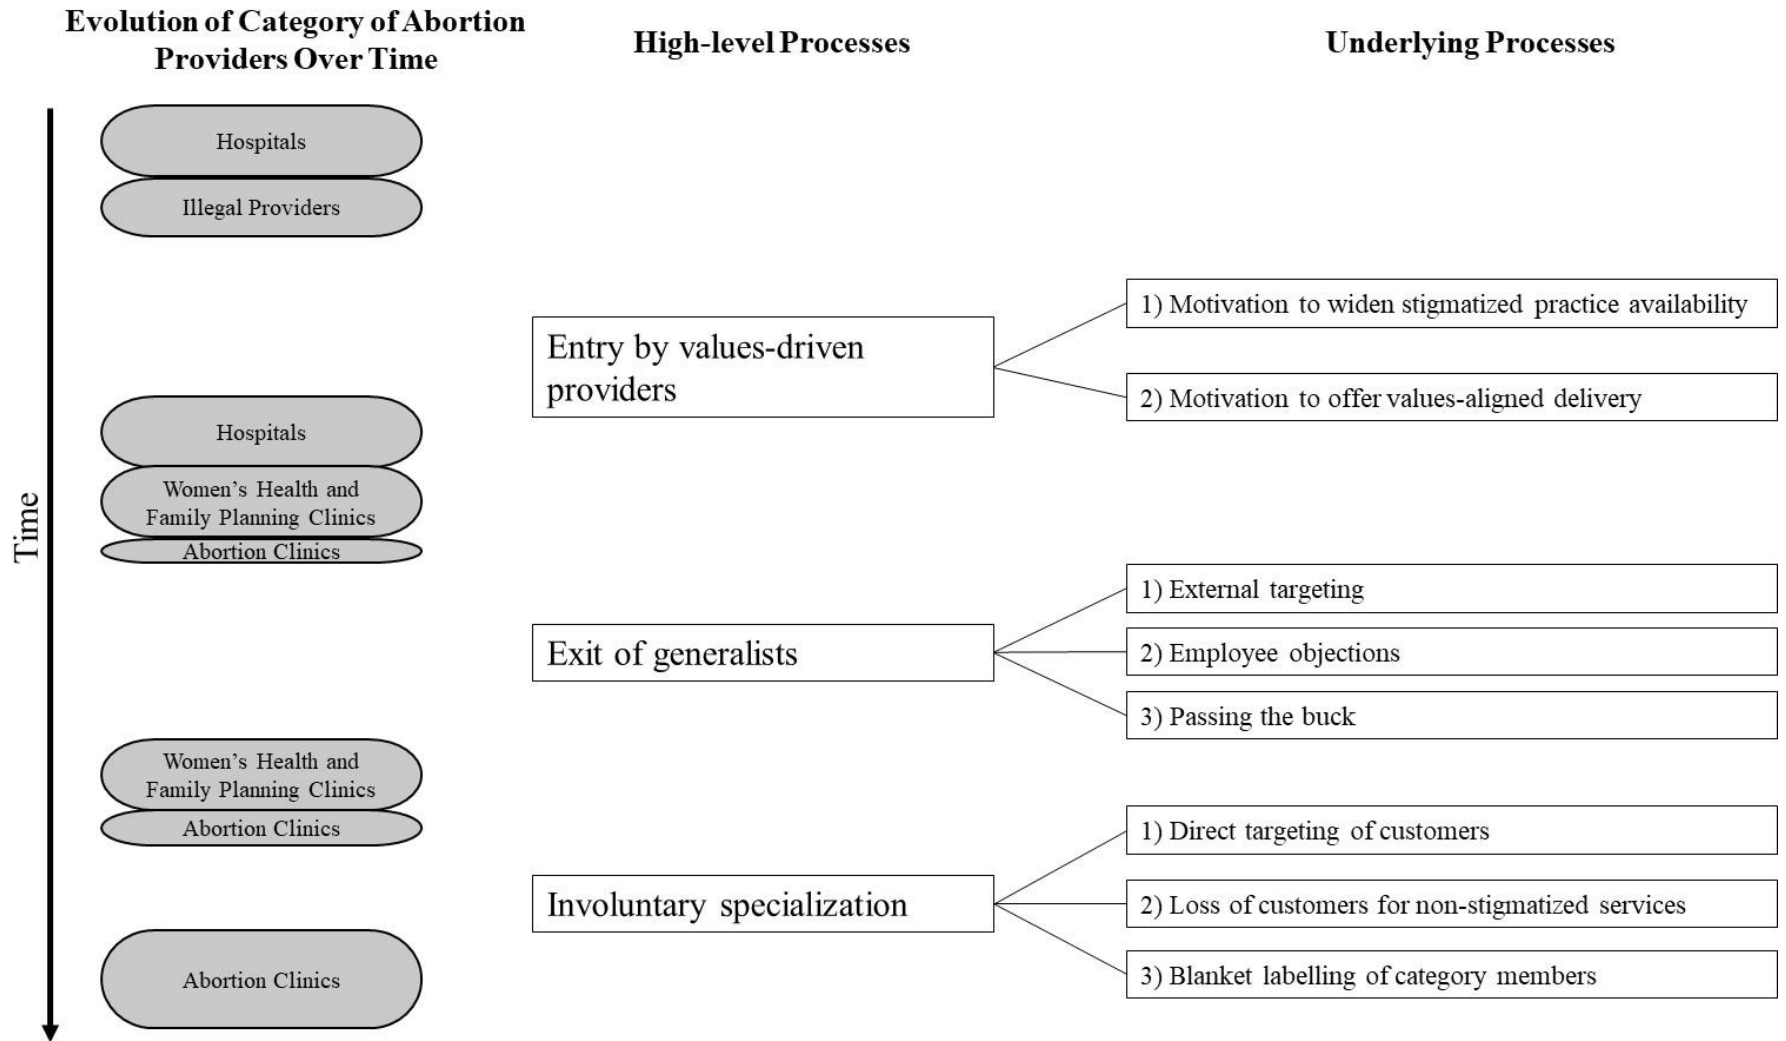 Evolution of Category of Abortion
Providers Over Time
High-level Processes
Underlying Processes
Time
Hospitals
Illegal Providers
Entry by values-driven
providers
1) Motivation to widen stigmatized practice availability
2) Motivation to offer values-aligned delivery
Hospitals
Women’s Health and
Family Planning Clinics
Abortion Clinics
Exit of generalists
1) External targeting
2) Employee objections
3) Passing the buck
Women’s Health and
Family Planning Clinics
Abortion Clinics
Involuntary specialization
1) Direct targeting of customers
2) Loss of customers for non-stigmatized services
3) Blanket labelling of category members
Abortion Clinics